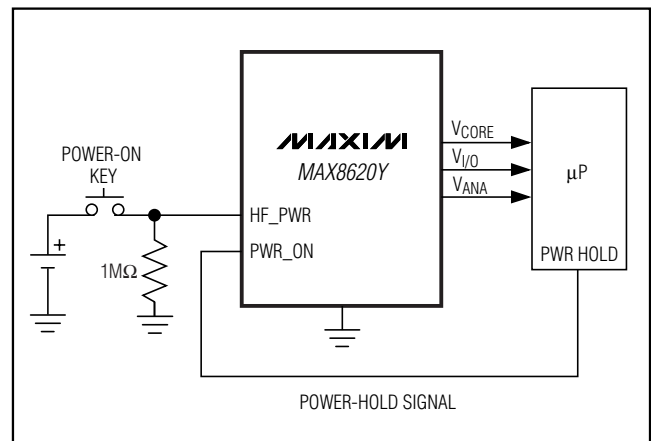 MAXIM
MAX8620Y
POWER-ON
KEY
+
1MΩ
HF_PWR
PWR_ON
VCORE
VI/O
VANA
μP
PWR HOLD
POWER-HOLD SIGNAL